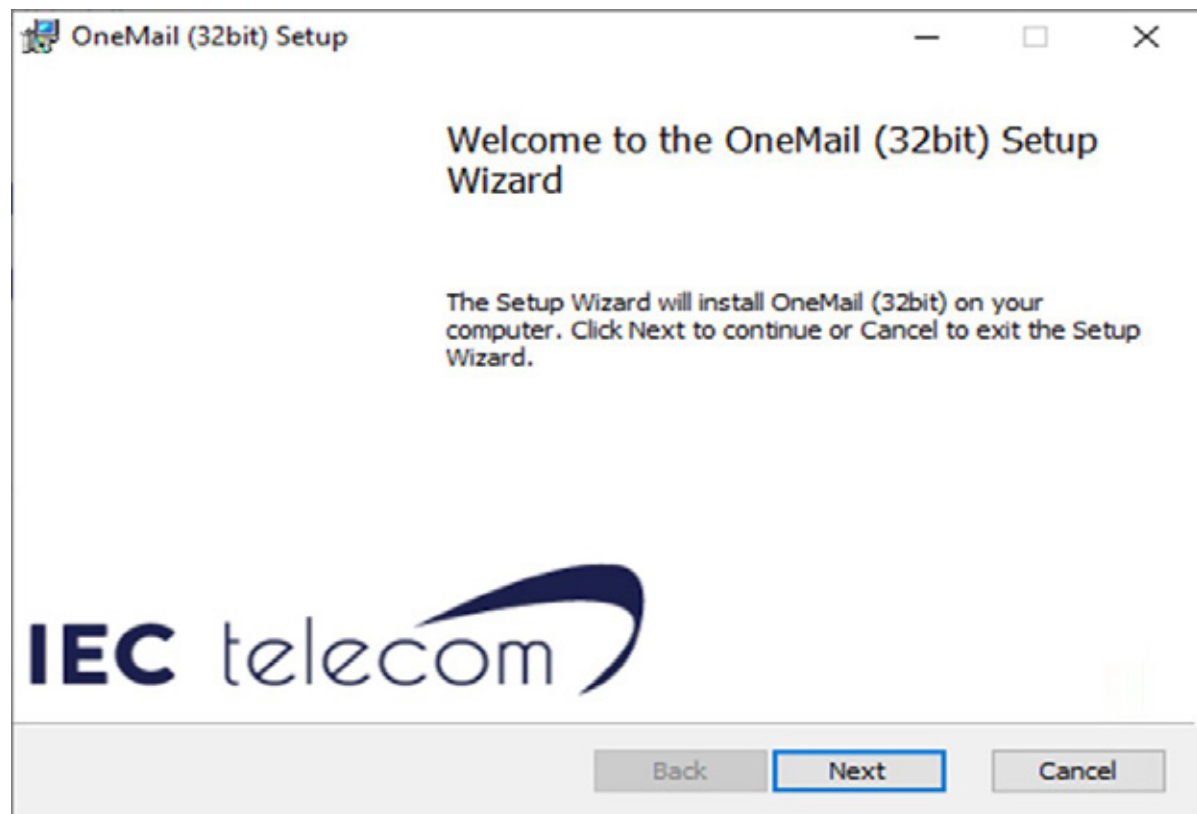 OneMail (32bit) Setup
Welcome to the OneMail (32bit) Setup
Wizard
The Setup Wizard will install OneMail (32bit) on your
computer. Click Next to continue or Cancel to exit the Setup
Wizard.
IEC telecom
Back Next Cancel